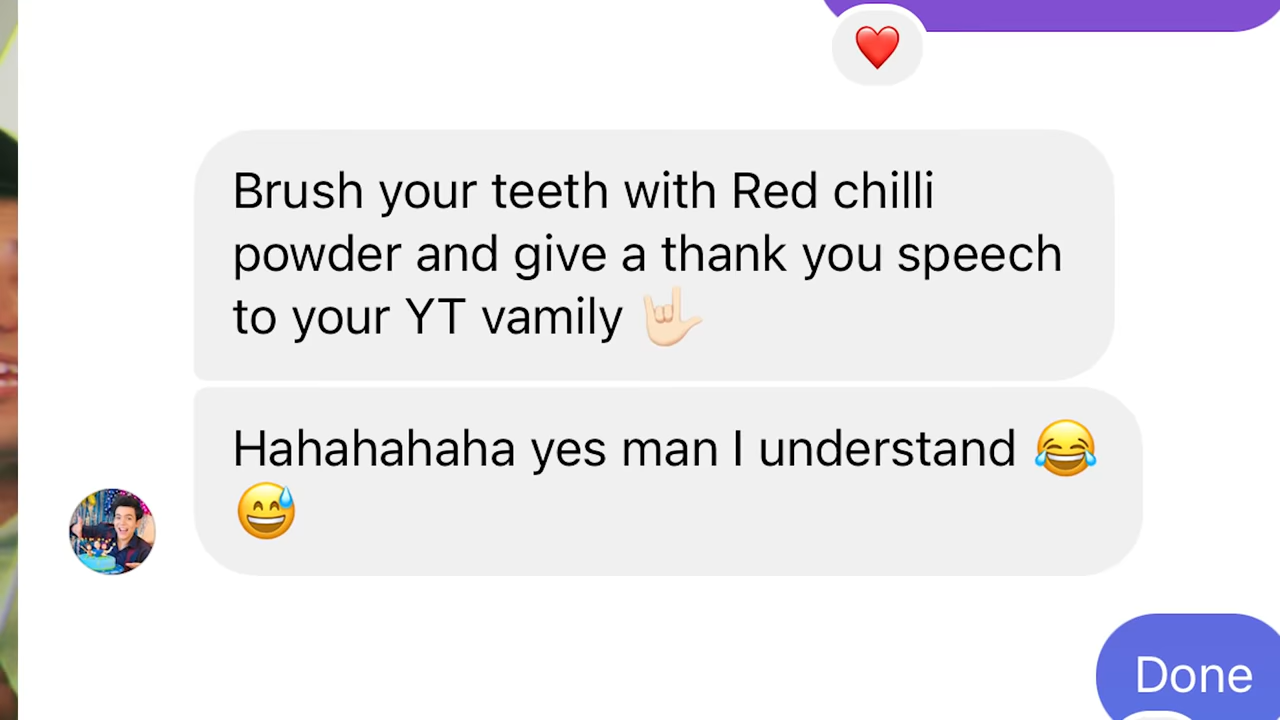 Brush your teeth with Red chilli
powder and give a thank you speech
to your YT vamily 🤟🏻
Hahahahaha yes man I understand 😂
😅
Done